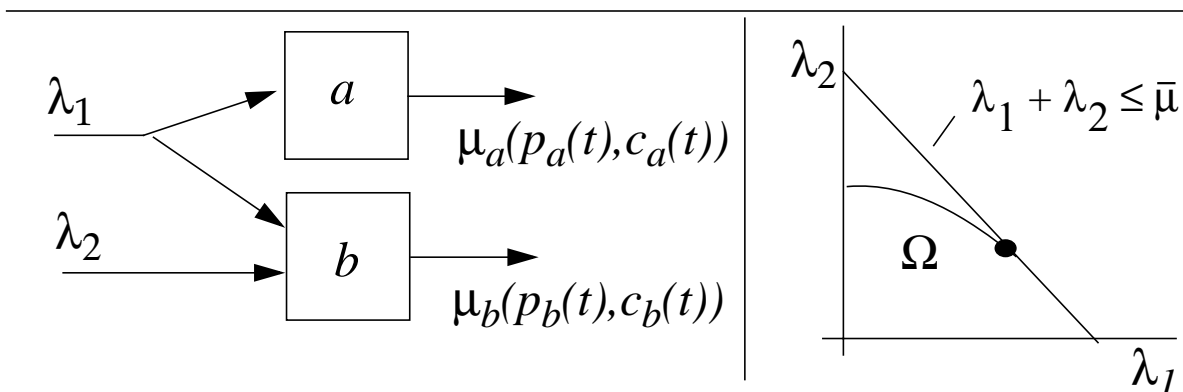 λ1
a
μa(pa(t),ca(t))
λ2
b
μb(pb(t),cb(t))
λ2
λ1 + λ2 ≤ μ̄
Ω
λ1